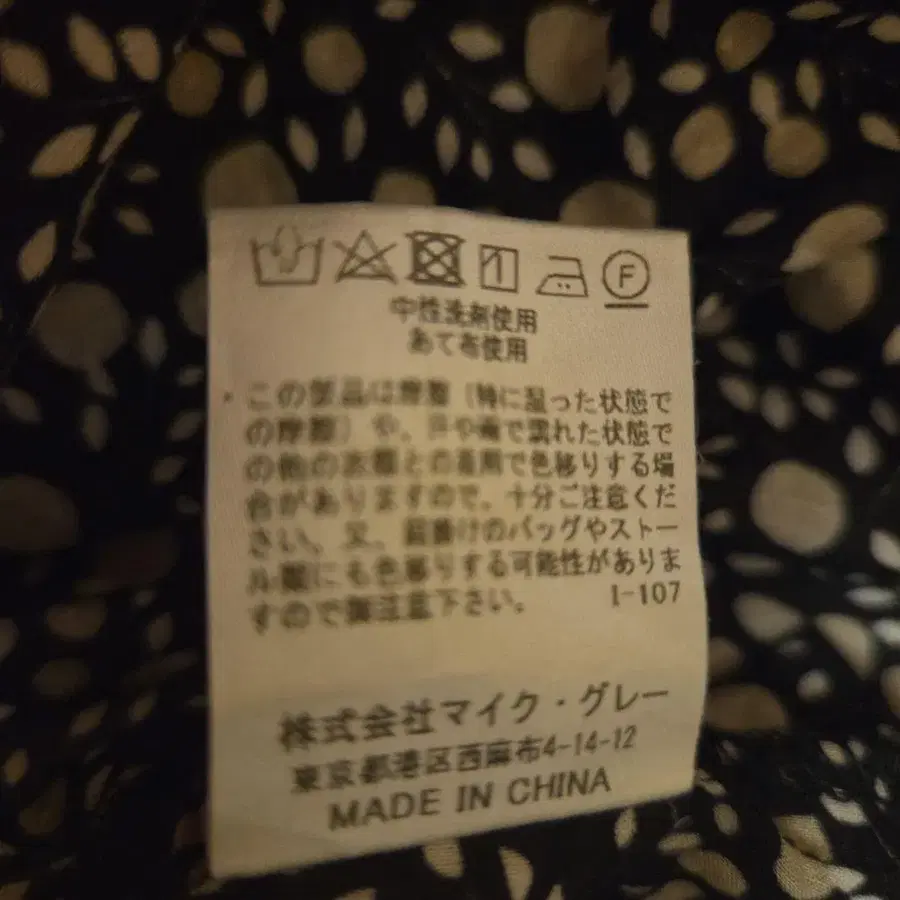 F
中性洗剤使用
あて布使用
・この製品は摩擦（特に湿った状態で
の摩擦）や、汗や雨で濡れた状態で
の他の衣類との着用で色移りする場
合がありますので、十分ご注意くだ
さい。又、肩掛けのバッグやストー
ル類にも色移りする可能性がありま
すので御注意下さい。 I-107
株式会社マイク・グレー
東京都港区西麻布4-14-12
MADE IN CHINA